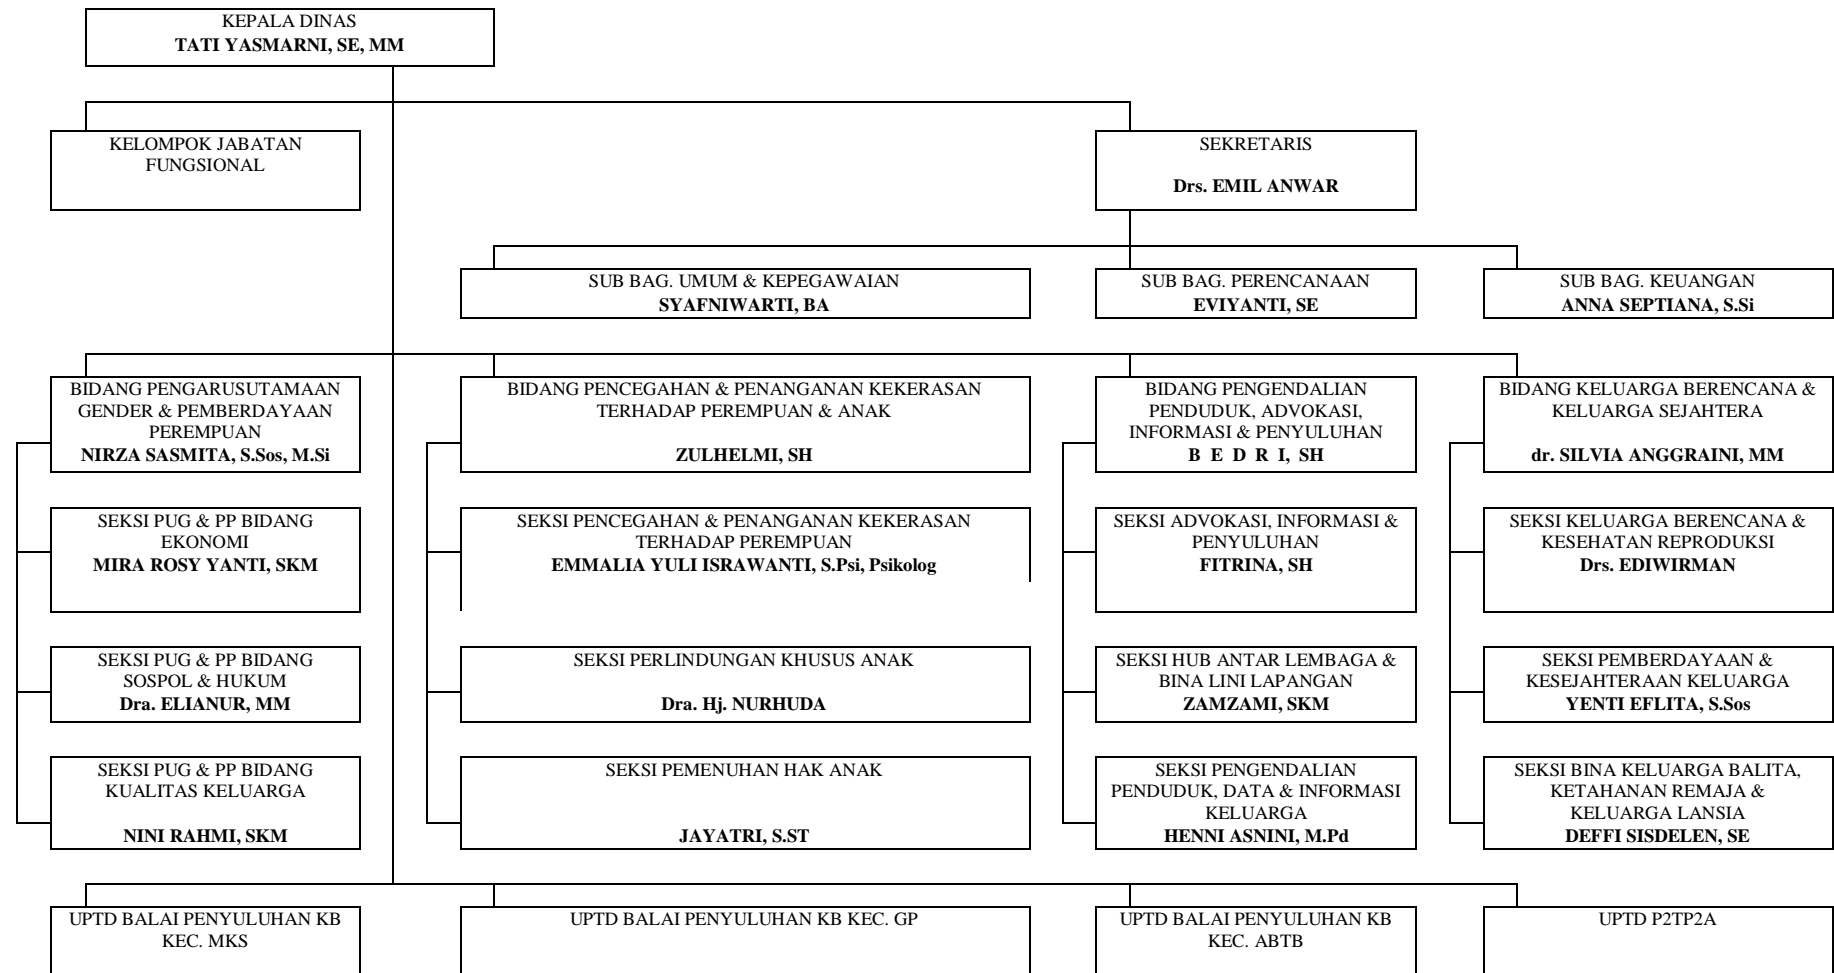 KEPALA DINAS
TATI YASMARNI, SE, MM
KELOMPOK JABATAN
FUNGSIONAL
SEKRETARIS
Drs. EMIL ANWAR
SUB BAG. UMUM & KEPEGAWAIAN
SYAFNIWARTI, BA
SUB BAG. PERENCANAAN
EVIYANTI, SE
SUB BAG. KEUANGAN
ANNA SEPTIANA, S.Si
BIDANG PENGARUSUTAMAAN
GENDER & PEMBERDAYAAN
PEREMPUAN
NIRZA SASMITA, S.Sos, M.Si
BIDANG PENCEGAHAN & PENANGANAN KEKERASAN
TERHADAP PEREMPUAN & ANAK
ZULHELMI, SH
BIDANG PENGENDALIAN
PENDUDUK, ADVOKASI,
INFORMASI & PENYULUHAN
B E D R I, SH
BIDANG KELUARGA BERENCANA &
KELUARGA SEJAHTERA
dr. SILVIA ANGGRAINI, MM
SEKSI PUG & PP BIDANG
EKONOMI
MIRA ROSY YANTI, SKM
SEKSI PENCEGAHAN & PENANGANAN KEKERASAN
TERHADAP PEREMPUAN
EMMALIA YULI ISRAWANTI, S.Psi, Psikolog
SEKSI ADVOKASI, INFORMASI &
PENYULUHAN
FITRINA, SH
SEKSI KELUARGA BERENCANA &
KESEHATAN REPRODUKSI
Drs. EDIWIRMAN
SEKSI PUG & PP BIDANG
SOSPOL & HUKUM
Dra. ELIANUR, MM
SEKSI PERLINDUNGAN KHUSUS ANAK
Dra. Hj. NURHUDA
SEKSI HUB ANTAR LEMBAGA &
BINA LINI LAPANGAN
ZAMZAMI, SKM
SEKSI PEMBERDAYAAN &
KESEJAHTERAAN KELUARGA
YENTI EFLITA, S.Sos
SEKSI PUG & PP BIDANG
KUALITAS KELUARGA
NINI RAHMI, SKM
SEKSI PEMENUHAN HAK ANAK
JAYATRI, S.ST
SEKSI PENGENDALIAN
PENDUDUK, DATA & INFORMASI
KELUARGA
HENNI ASNINI, M.Pd
SEKSI BINA KELUARGA BALITA,
KETAHANAN REMAJA &
KELUARGA LANSIA
DEFFI SISDELEN, SE
UPTD BALAI PENYULUHAN KB
KEC. MKS
UPTD BALAI PENYULUHAN KB KEC. GP
UPTD BALAI PENYULUHAN KB
KEC. ABTB
UPTD P2TP2A